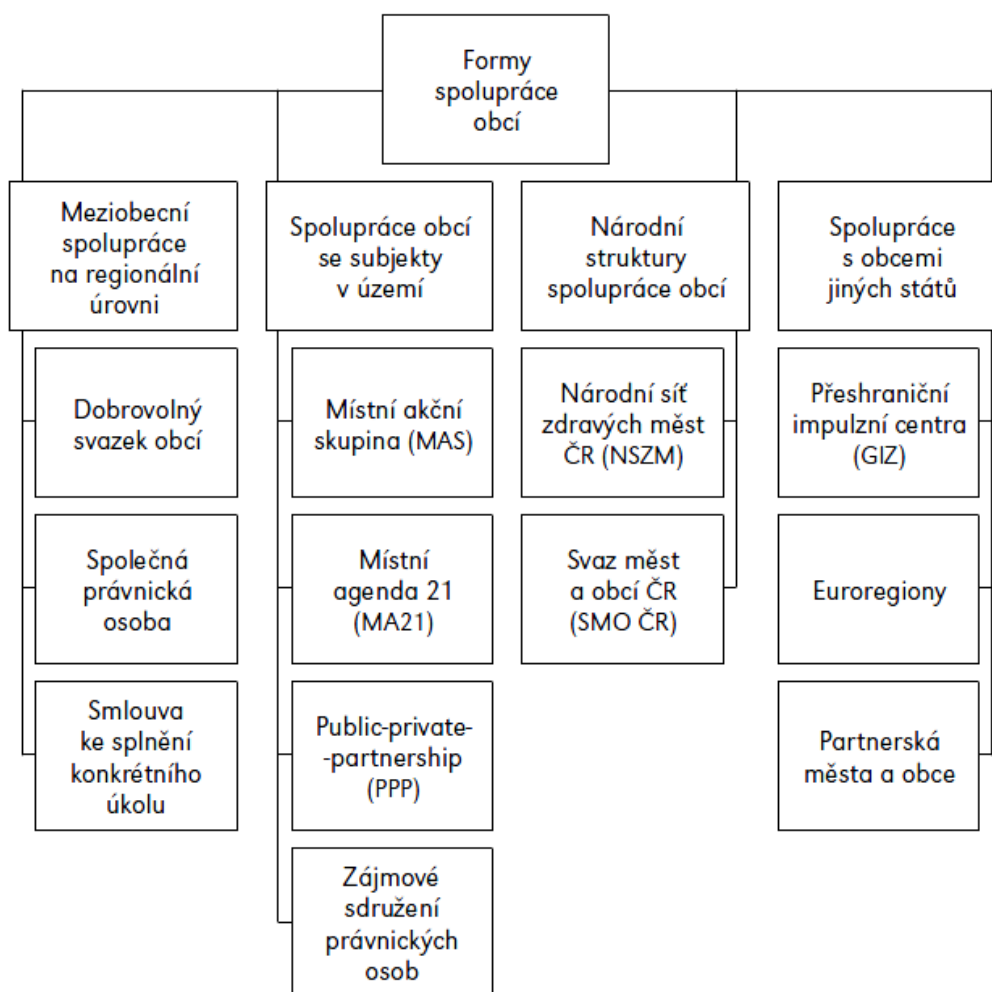 Formy
spolupráce
obcí
Meziobecní
spolupráce
na regionální
úrovni
Dobrovolný
svazek obcí
Společná
právnická
osoba
Smlouva
ke splnění
konkrétního
úkolu
Spolupráce obcí
se subjekty
v území
Místní akční
skupina (MAS)
Místní
agenda 21
(MA21)
Public-private-
-partnership
(PPP)
Zájmové
sdružení
právnických
osob
Národní
struktury
spolupráce obcí
Národní síť
zdravých měst
ČR (NSZM)
Svaz měst
a obcí ČR
(SMO ČR)
Spolupráce
s obcemi
jiných států
Přeshraniční
impulzní centra
(GIZ)
Euroregiony
Partnerská
města a obce